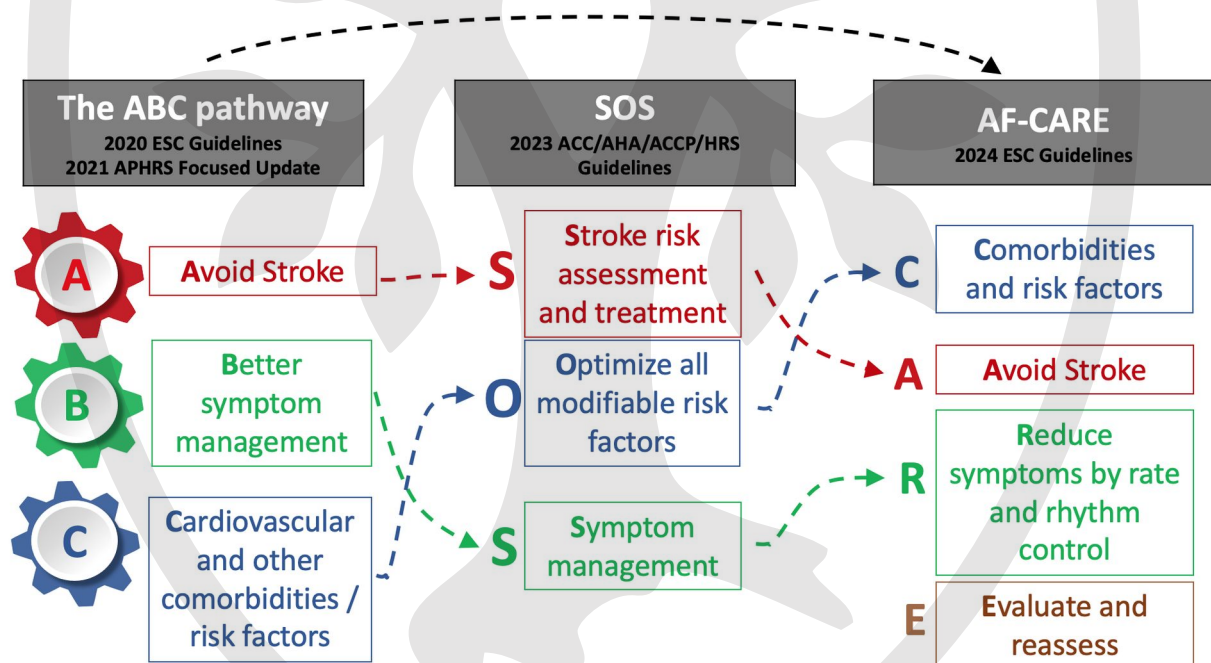 The ABC pathway
2020 ESC Guidelines
2021 APHRS Focused Update
A
Avoid Stroke
B
Better
symptom
management
C
Cardiovascular
and other
comorbidities /
risk factors
SOS
2023 ACC/AHA/ACCP/HRS
Guidelines
S
Stroke risk
assessment
and treatment
O
Optimize all
modifiable risk
factors
S
Symptom
management
AF-CARE
2024 ESC Guidelines
C
Comorbidities
and risk factors
A
Avoid Stroke
R
Reduce
symptoms by rate
and rhythm
control
E
Evaluate and
reassess